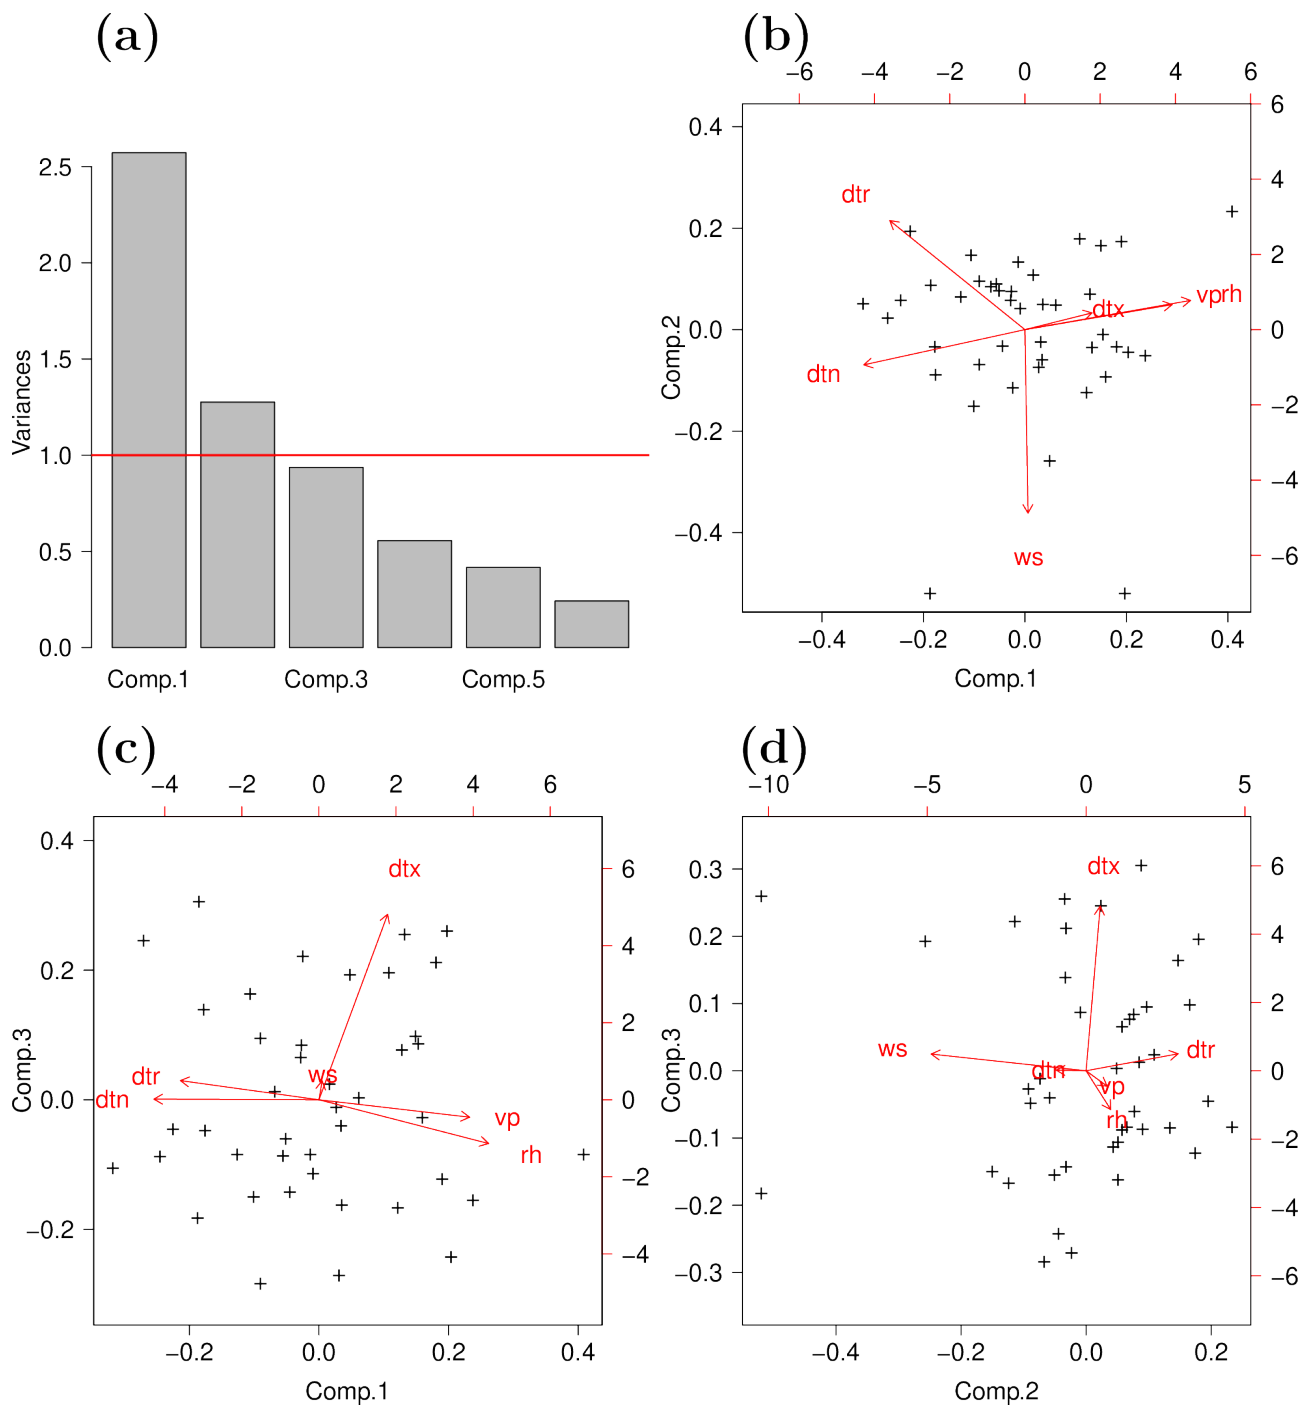 (a)
Variances
2.5
2.0
1.5
1.0
0.5
0.0
Comp.1 Comp.3 Comp.5
(b)
−6 −4 −2 0 2 4 6
Comp.2
0.4
0.2
0.0
−0.2
−0.4
6
4
2
0
−2
−4
−6
dtr
dtx
vprh
dtn
ws
−0.4 −0.2 0.0 0.2 0.4
Comp.1
(c)
−4 −2 0 2 4 6
Comp.3
0.4
0.2
0.0
−0.2
6
4
2
0
−2
−4
dtx
dtr
ws
dtn
vp
rh
−0.2 0.0 0.2 0.4
Comp.1
(d)
−10 −5 0 5
Comp.3
0.3
0.2
0.1
0.0
−0.1
−0.2
−0.3
6
4
2
0
−2
−4
−6
dtx
ws
dtr
dtn
vp
rh
−0.4 −0.2 0.0 0.2
Comp.2